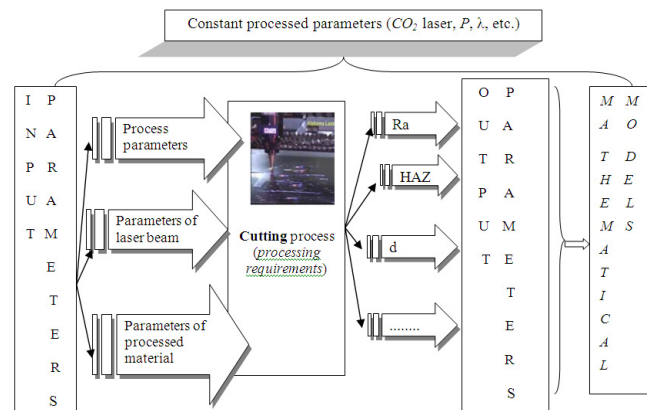 Constant processed parameters (CO2 laser, P, λ, etc.)
INPUT
PARAMETERS
Process
parameters
Parameters of
laser beam
Parameters of
processed
material
Cutting process
(processing
requirements)
Ra
HAZ
d
........
OUTPUT
PARAMETERS
MATHEMATICAL
MODELS